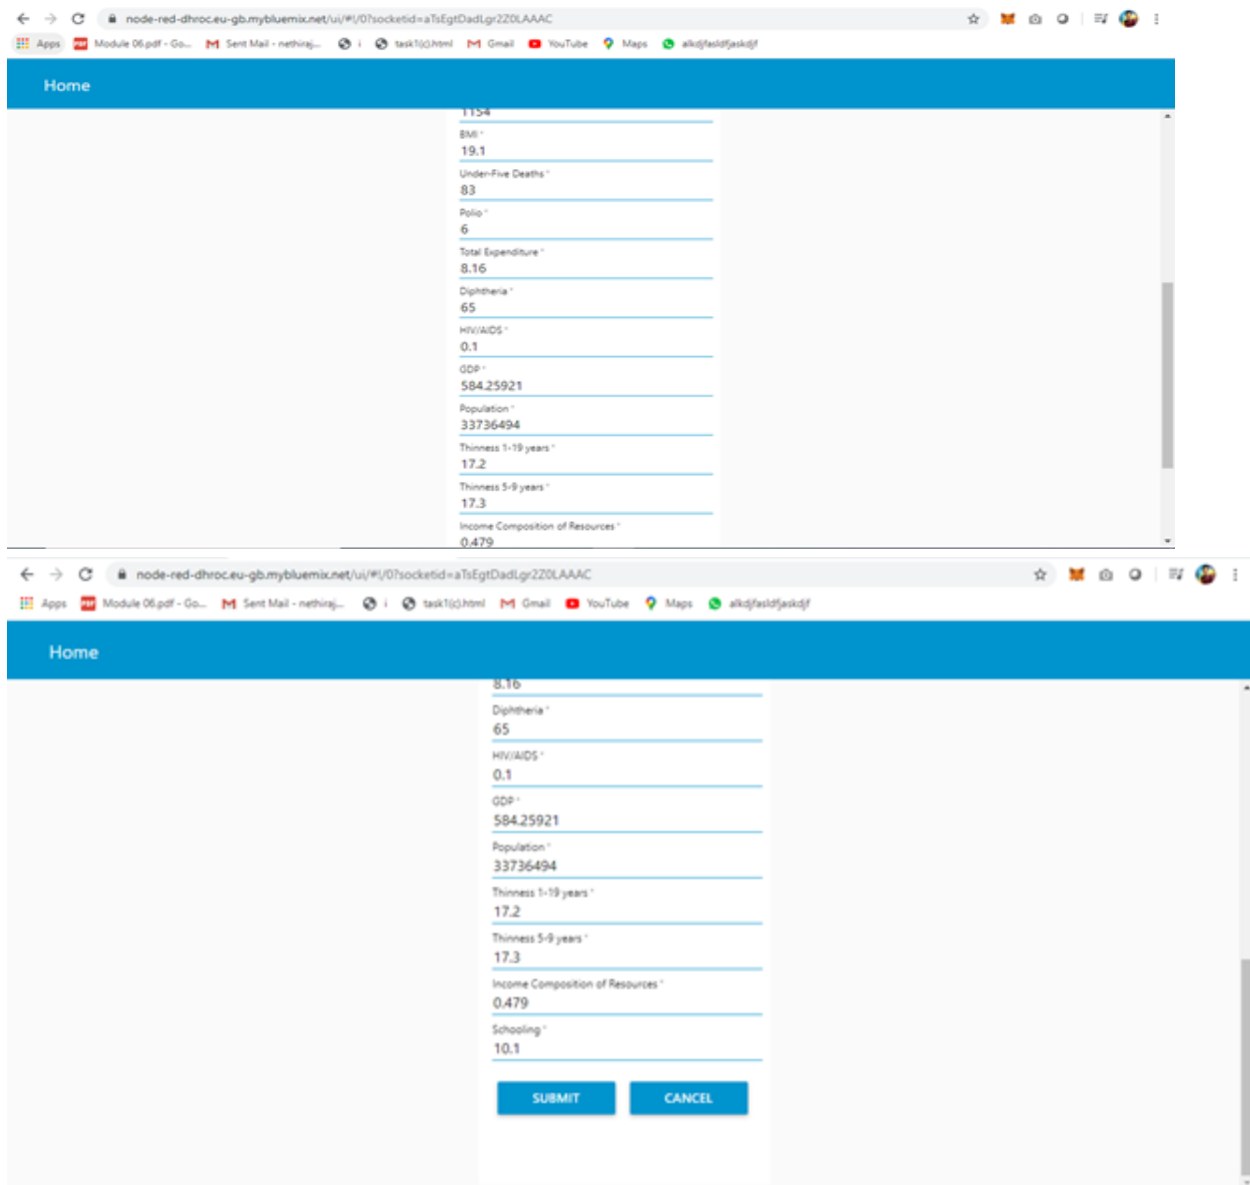 node-red-dhroc.eu-gb.mybluemix.net/ui/#!/0?socketid=aTsEgtDadLgr2Z0LAAAC
Apps Module 06.pdf - Go... Sent Mail - nethiraj... i task1(c).html Gmail YouTube Maps alkdjfasldfjaskdjf
Home
1154
BMI *
19.1
Under-Five Deaths *
83
Polio *
6
Total Expenditure *
8.16
Diphtheria *
65
HIV/AIDS *
0.1
GDP *
584.25921
Population *
33736494
Thinness 1-19 years *
17.2
Thinness 5-9 years *
17.3
Income Composition of Resources *
0.479
node-red-dhroc.eu-gb.mybluemix.net/ui/#!/0?socketid=aTsEgtDadLgr2Z0LAAAC
Apps Module 06.pdf - Go... Sent Mail - nethiraj... i task1(c).html Gmail YouTube Maps alkdjfasldfjaskdjf
Home
8.16
Diphtheria *
65
HIV/AIDS *
0.1
GDP *
584.25921
Population *
33736494
Thinness 1-19 years *
17.2
Thinness 5-9 years *
17.3
Income Composition of Resources *
0.479
Schooling *
10.1
SUBMIT CANCEL